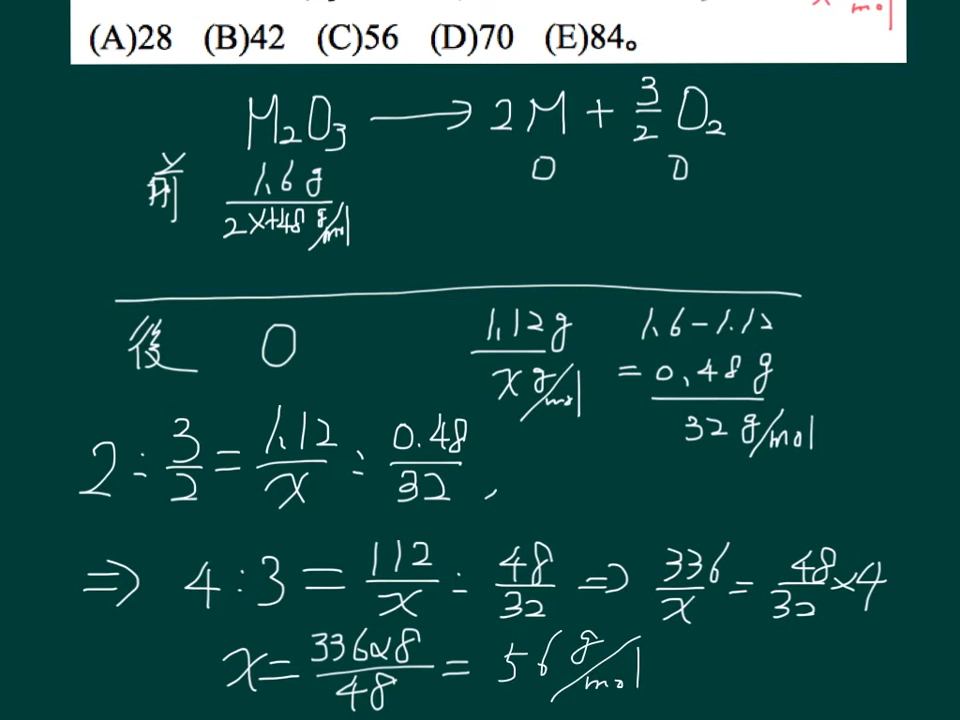 x mol
(A)28 (B)42 (C)56 (D)70 (E)84。
M₂O₃ → 2M + 3/2 O₂
前 1.6g / 2x+48 g/mol 0 0
後 0 1.12g / x g/mol 1.6-1.12 = 0.48g / 32 g/mol
2 : 3/2 = 1.12/x : 0.48/32 ,
⇒ 4 : 3 = 112/x : 48/32 ⇒ 336/x = 48/32 × 4
x = 336×8 / 48 = 56 g/mol